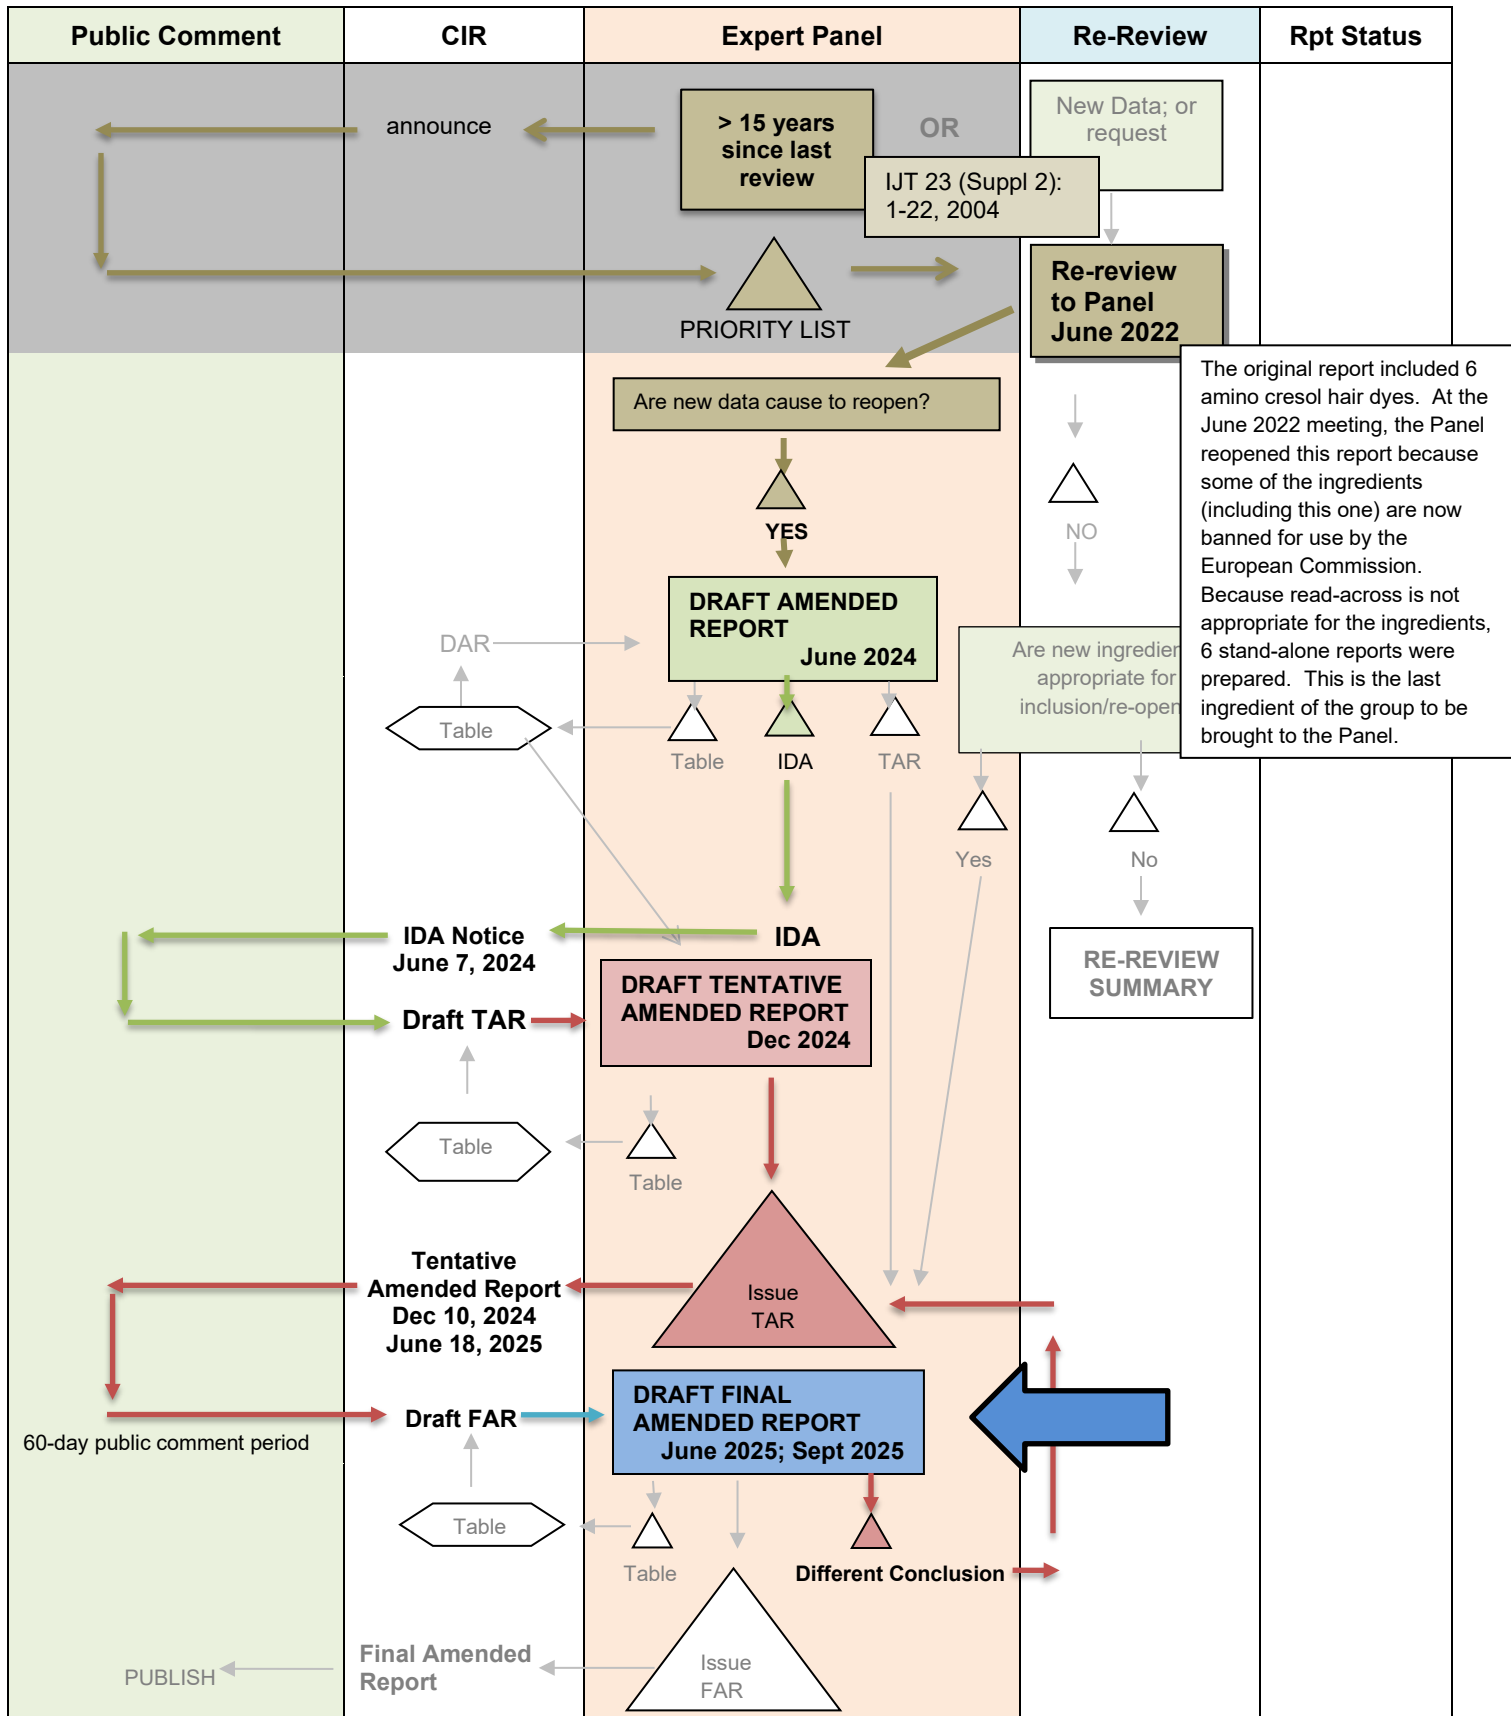 Public Comment
CIR
Expert Panel
Re-Review
Rpt Status
announce
> 15 years
since last
review
OR
New Data; or
request
IJT 23 (Suppl 2):
1-22, 2004
PRIORITY LIST
Re-review
to Panel
June 2022
The original report included 6
amino cresol hair dyes. At the
June 2022 meeting, the Panel
reopened this report because
some of the ingredients
(including this one) are now
banned for use by the
European Commission.
Because read-across is not
appropriate for the ingredients,
6 stand-alone reports were
prepared. This is the last
ingredient of the group to be
brought to the Panel.
Are new data cause to reopen?
YES
NO
DRAFT AMENDED
REPORT
June 2024
DAR
Table
Table
IDA
TAR
Are new ingredien
appropriate for
inclusion/re-open
Yes
No
IDA Notice
June 7, 2024
IDA
RE-REVIEW
SUMMARY
Draft TAR
DRAFT TENTATIVE
AMENDED REPORT
Dec 2024
Table
Table
Tentative
Amended Report
Dec 10, 2024
June 18, 2025
Issue
TAR
60-day public comment period
Draft FAR
DRAFT FINAL
AMENDED REPORT
June 2025; Sept 2025
Table
Table
Different Conclusion
PUBLISH
Final Amended
Report
Issue
FAR